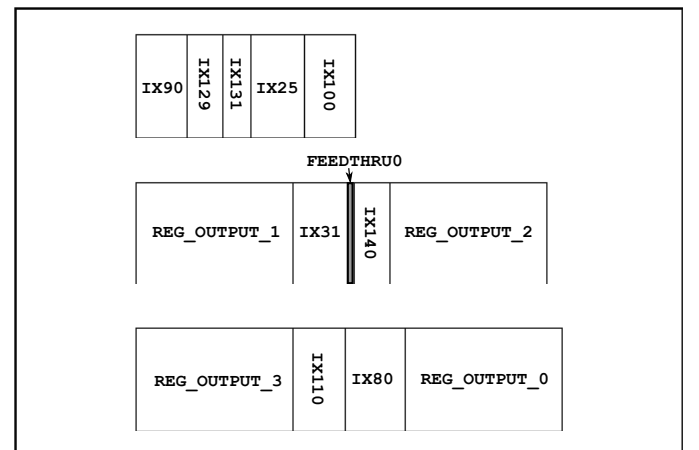 IX90 IX129 IX131 IX25 IX100
FEEDTHRU0
REG_OUTPUT_1 IX31 IX140 REG_OUTPUT_2
REG_OUTPUT_3 IX110 IX80 REG_OUTPUT_0